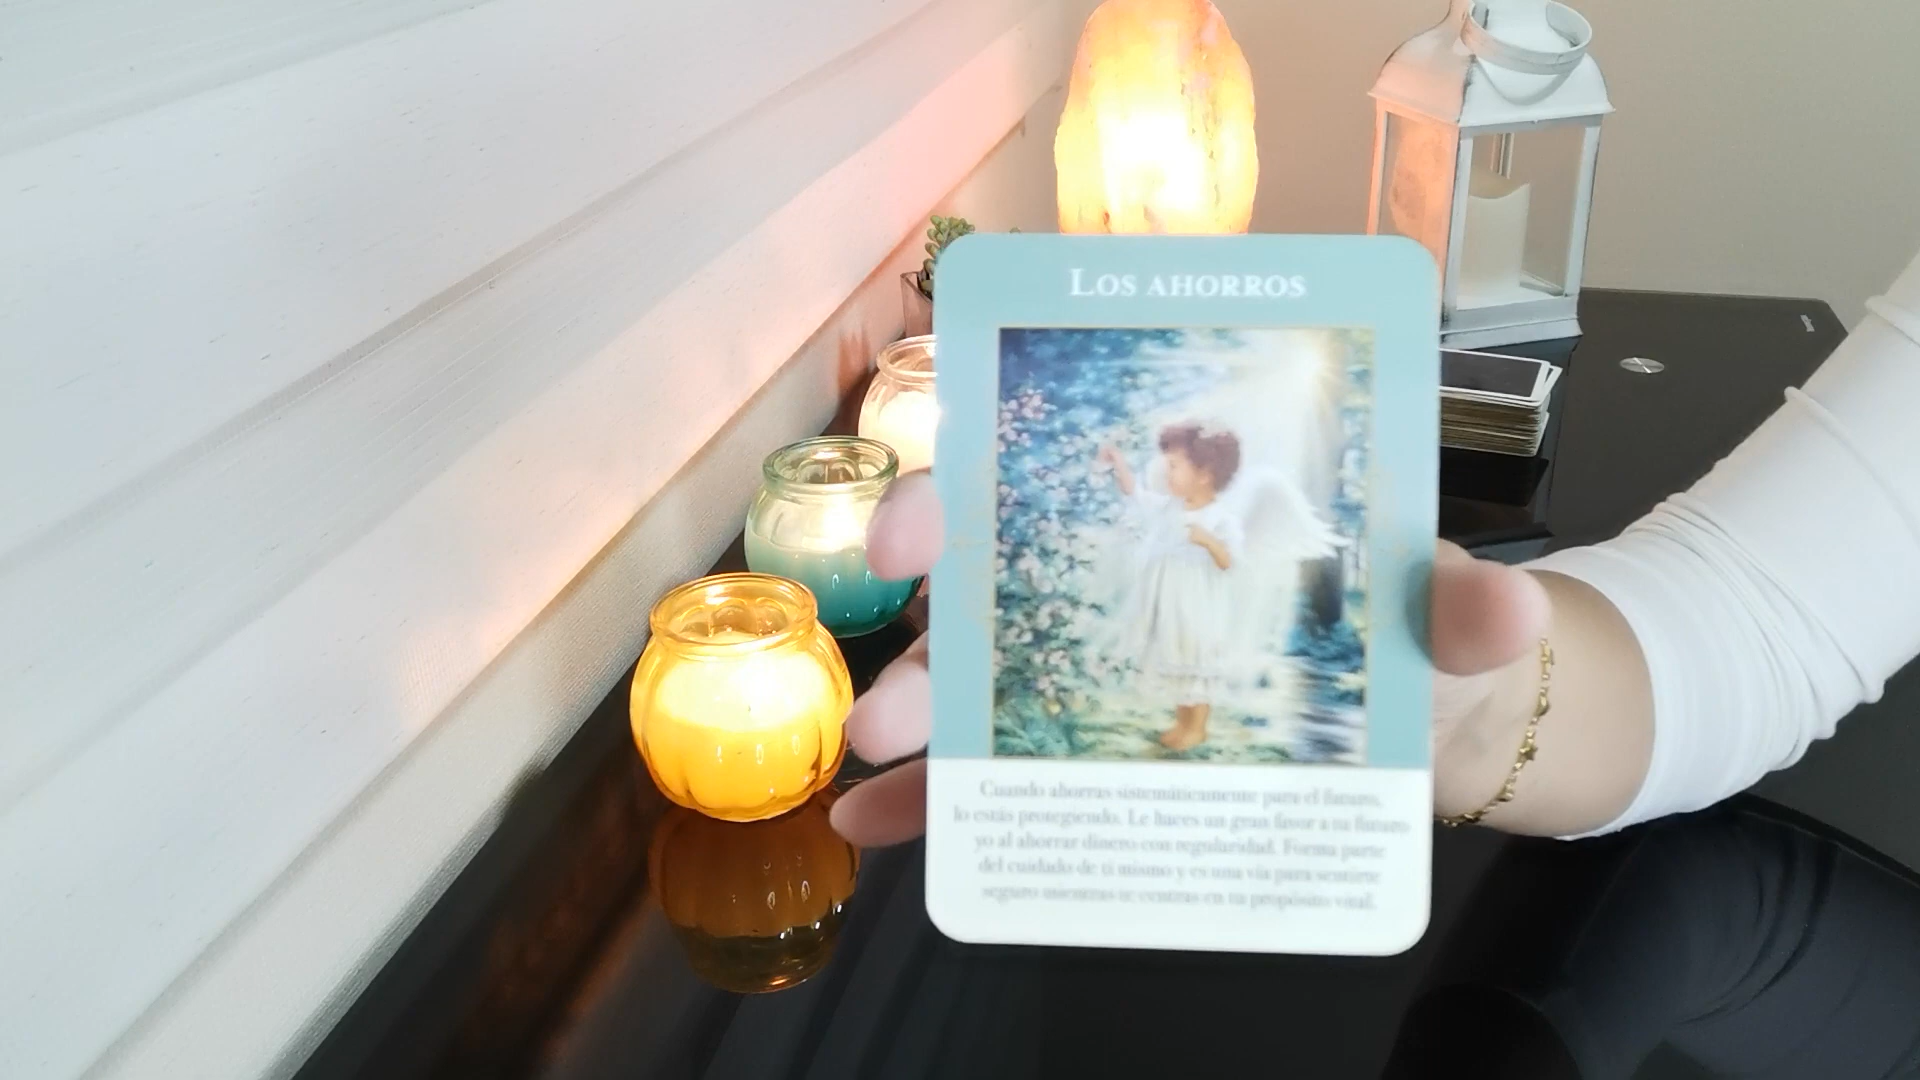 LOS AHORROS
Cuando ahorras sistemáticamente para el futuro,
lo estás protegiendo. Le haces un gran favor a tu futuro
yo al ahorrar dinero con regularidad. Forma parte
del cuidado de ti mismo y es una vía para sentirte
seguro mientras te centras en tu propósito vital.